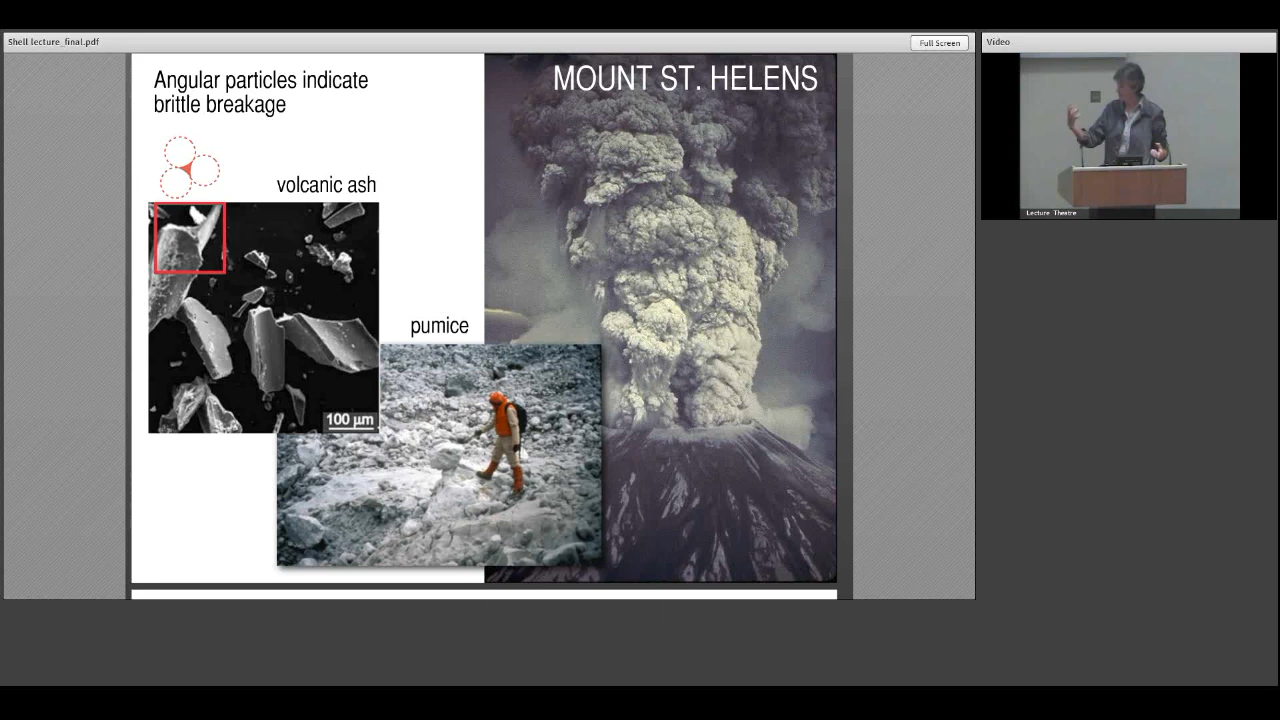 Shell lecture_final.pdf
Full Screen
Video
Angular particles indicate
brittle breakage
MOUNT ST. HELENS
volcanic ash
100 µm
pumice
Lecture Theatre